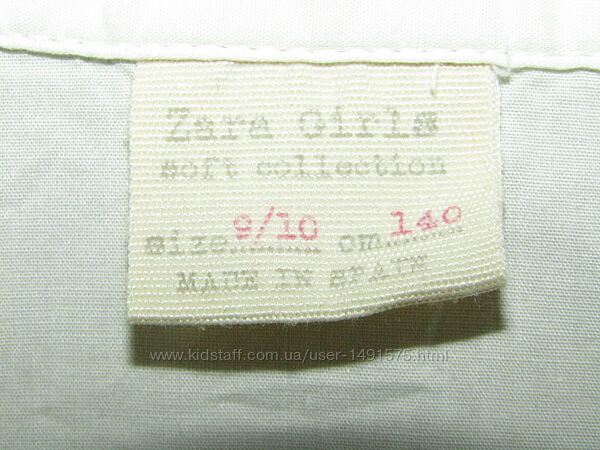 Zara Girls
soft collection
size 9/10 cm 140
MADE IN SPAIN
www.kidstaff.com.ua/user-1491575.html